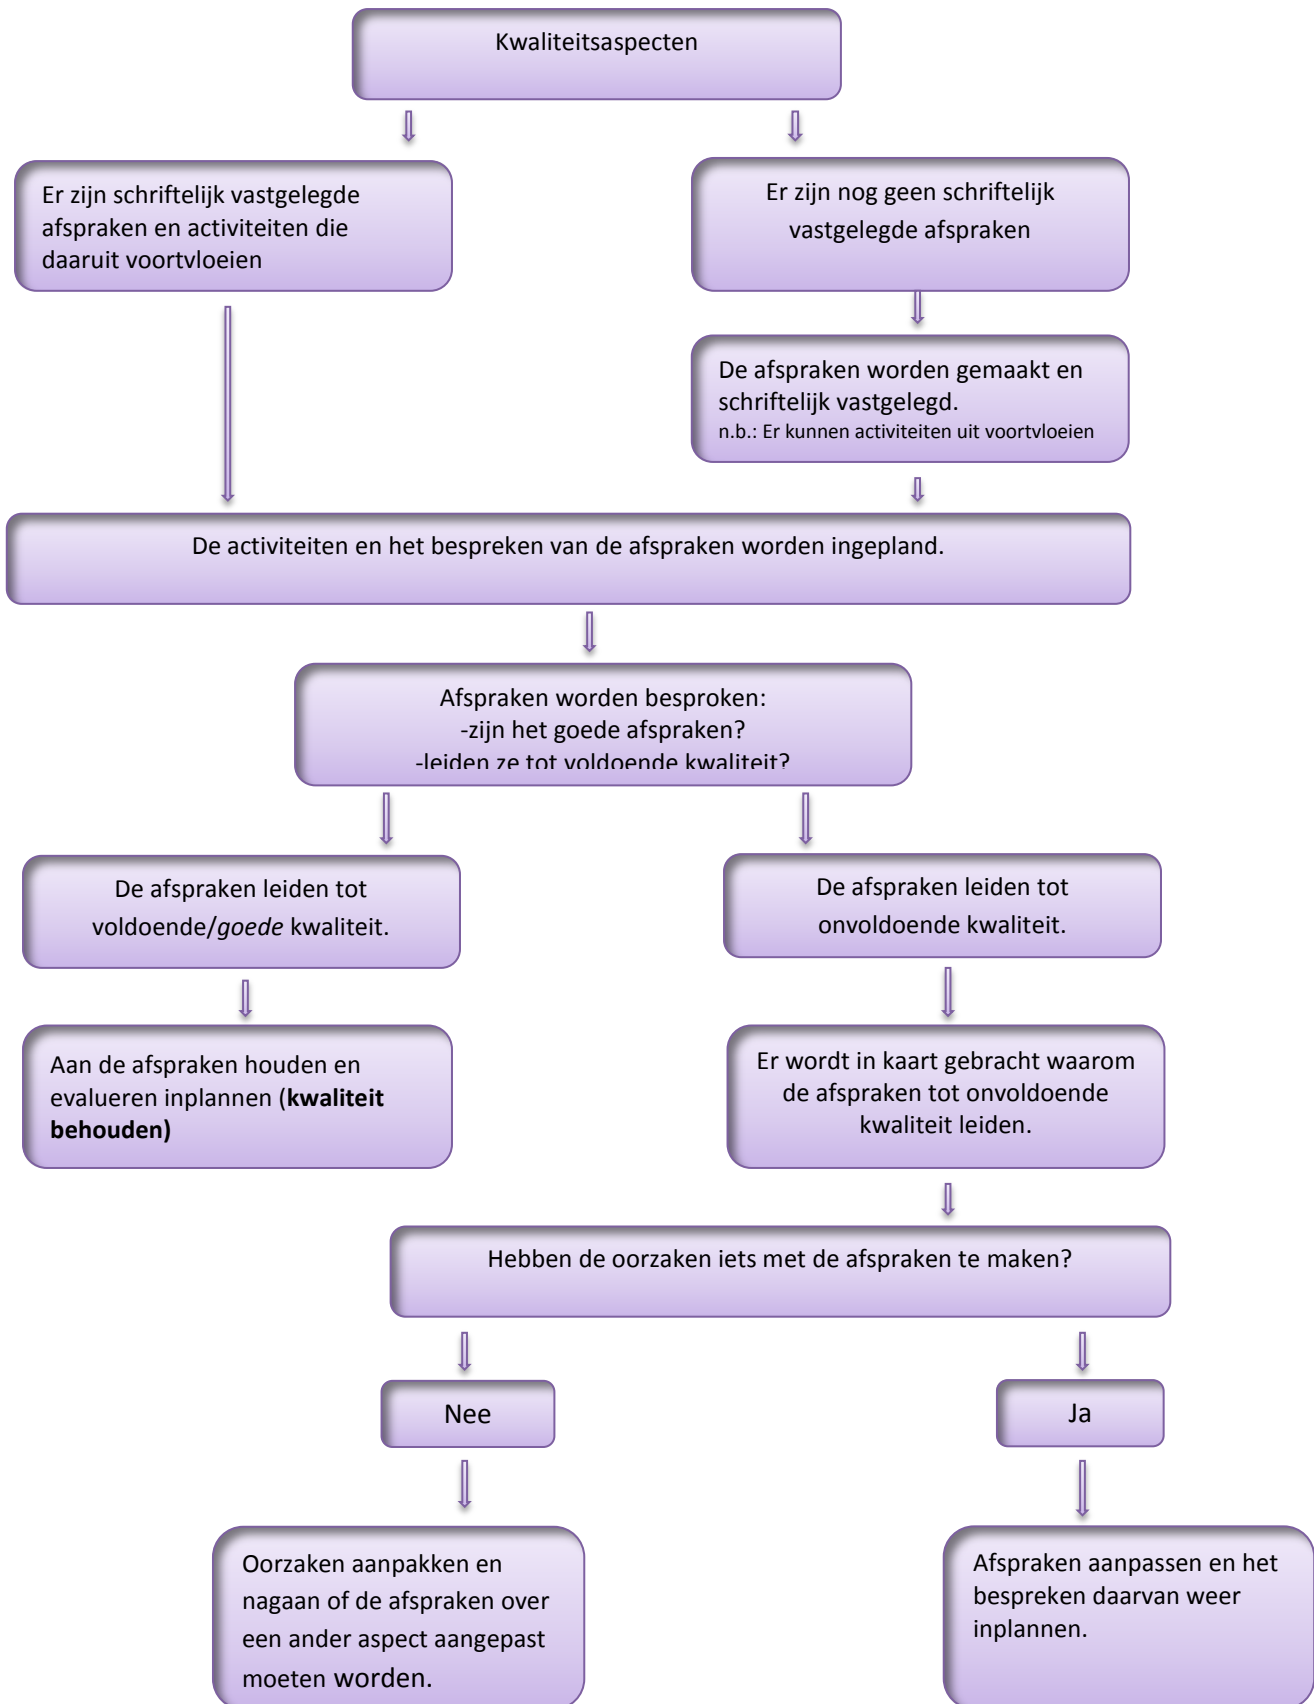 Kwaliteitsaspecten
Er zijn schriftelijk vastgelegde
afspraken en activiteiten die
daaruit voortvloeien
Er zijn nog geen schriftelijk
vastgelegde afspraken
De afspraken worden gemaakt en
schriftelijk vastgelegd.
n.b.: Er kunnen activiteiten uit voortvloeien
De activiteiten en het bespreken van de afspraken worden ingepland.
Afspraken worden besproken:
-zijn het goede afspraken?
-leiden ze tot voldoende kwaliteit?
De afspraken leiden tot
voldoende/goede kwaliteit.
De afspraken leiden tot
onvoldoende kwaliteit.
Aan de afspraken houden en
evalueren inplannen (kwaliteit
behouden)
Er wordt in kaart gebracht waarom
de afspraken tot onvoldoende
kwaliteit leiden.
Hebben de oorzaken iets met de afspraken te maken?
Nee
Ja
Oorzaken aanpakken en
nagaan of de afspraken over
een ander aspect aangepast
moeten worden.
Afspraken aanpassen en het
bespreken daarvan weer
inplannen.